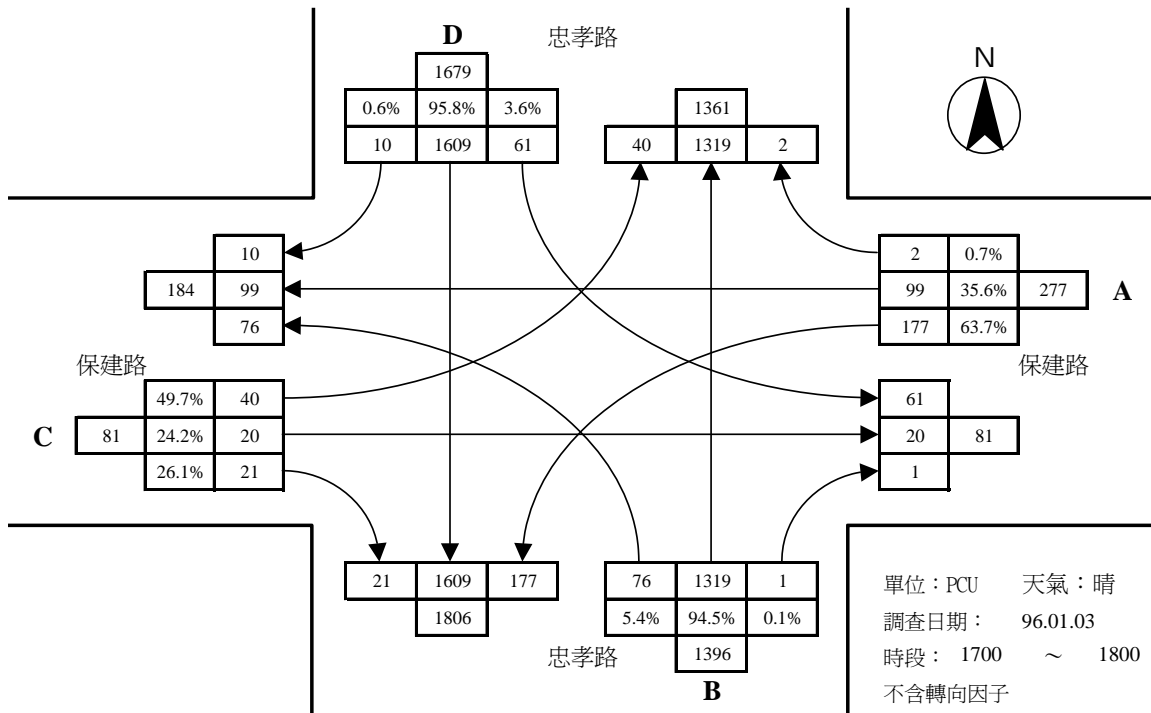 D 忠孝路
N
1679
0.6% 95.8% 3.6%
10 1609 61
1361
40 1319 2
10
184 99
76
2 0.7%
99 35.6% 277
177 63.7%
A
保建路
保建路
49.7% 40
C 81 24.2% 20
26.1% 21
61
20 81
1
21 1609 177
1806
76 1319 1
5.4% 94.5% 0.1%
1396
忠孝路
B
單位：PCU 天氣：晴
調查日期： 96.01.03
時段： 1700 ～ 1800
不含轉向因子